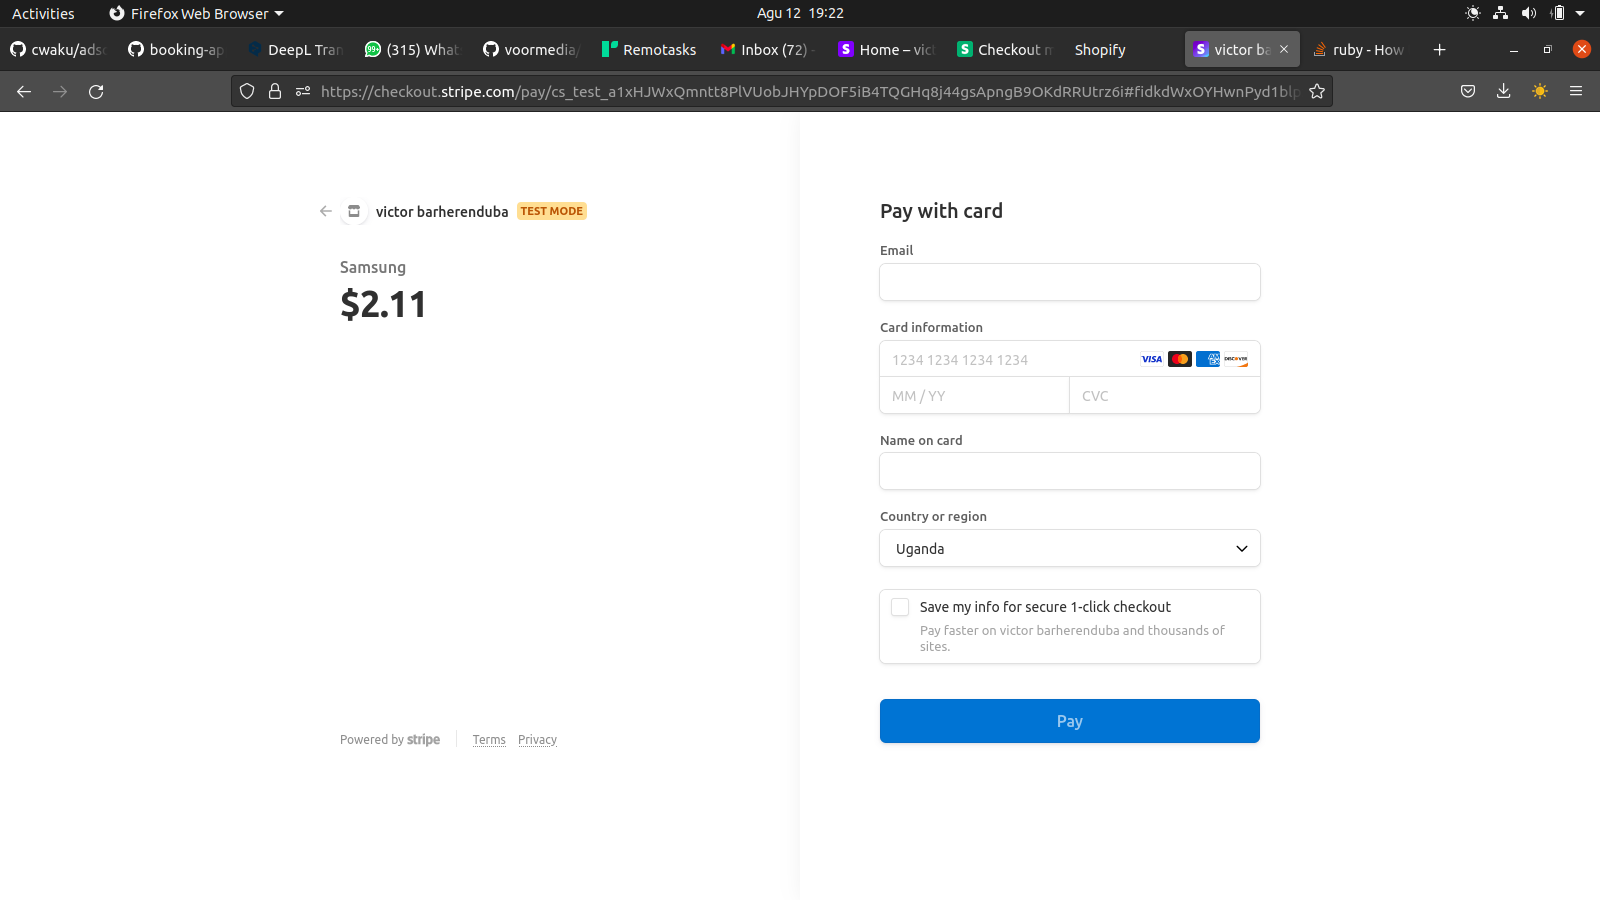 Activities Firefox Web Browser Agu 12 19:22
cwaku/adsc booking-ap DeepL Tran (315) What voormedia/ Remotasks Inbox (72) - Home – vict Checkout m Shopify victor ba ruby - How
https://checkout.stripe.com/pay/cs_test_a1xHJWxQmntt8PlVUobJHYpDOF5iB4TQGHq8j44gsApngB9OKdRRUtrz6i#fidkdWxOYHwnPyd1blp
victor barherenduba TEST MODE
Samsung
$2.11
Powered by stripe Terms Privacy
Pay with card
Email
Card information
1234 1234 1234 1234 VISA AMEX DISCOVER
MM / YY CVC
Name on card
Country or region
Uganda
Save my info for secure 1-click checkout
Pay faster on victor barherenduba and thousands of
sites.
Pay